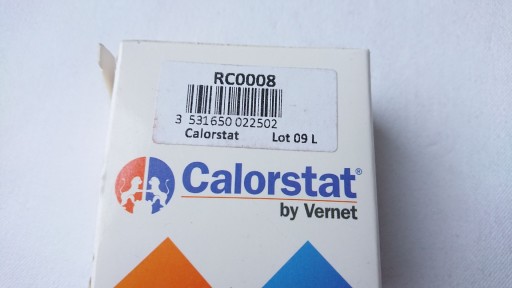 RC0008
3 531650 022502
Calorstat Lot 09 L
Calorstat®
by Vernet